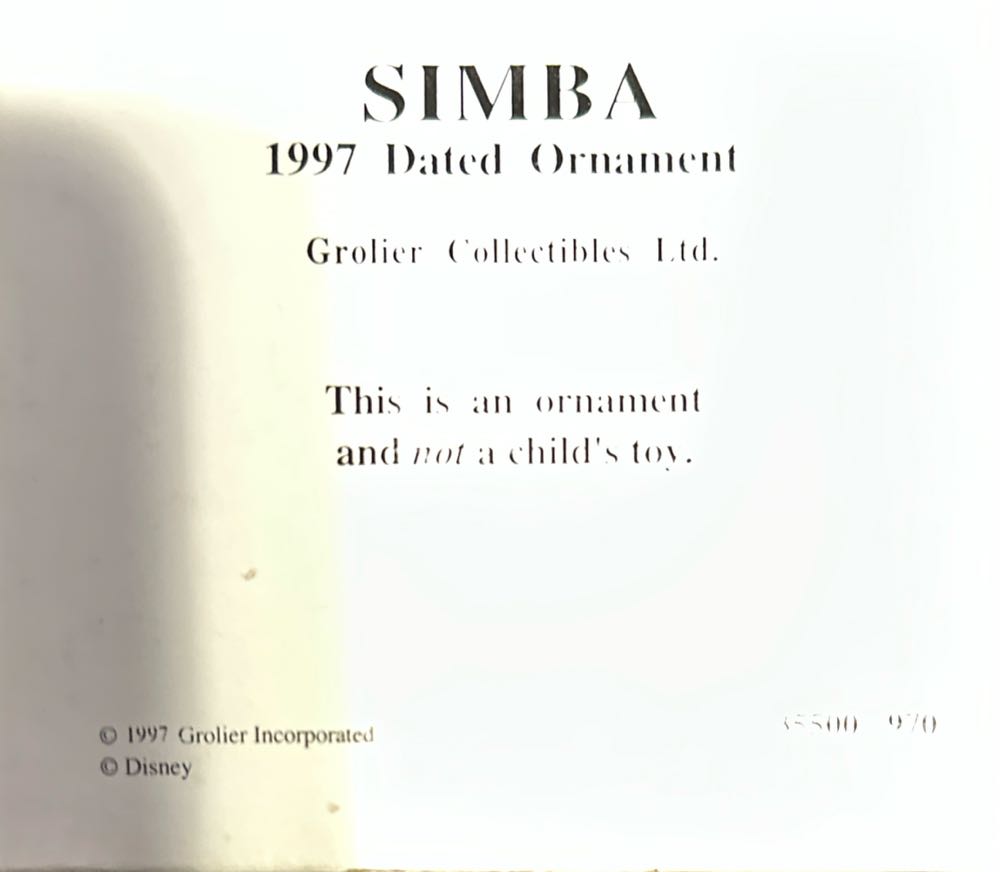 SIMBA
1997 Dated Ornament
Grolier Collectibles Ltd.
This is an ornament
and not a child's toy.
© 1997 Grolier Incorporated
© Disney
970